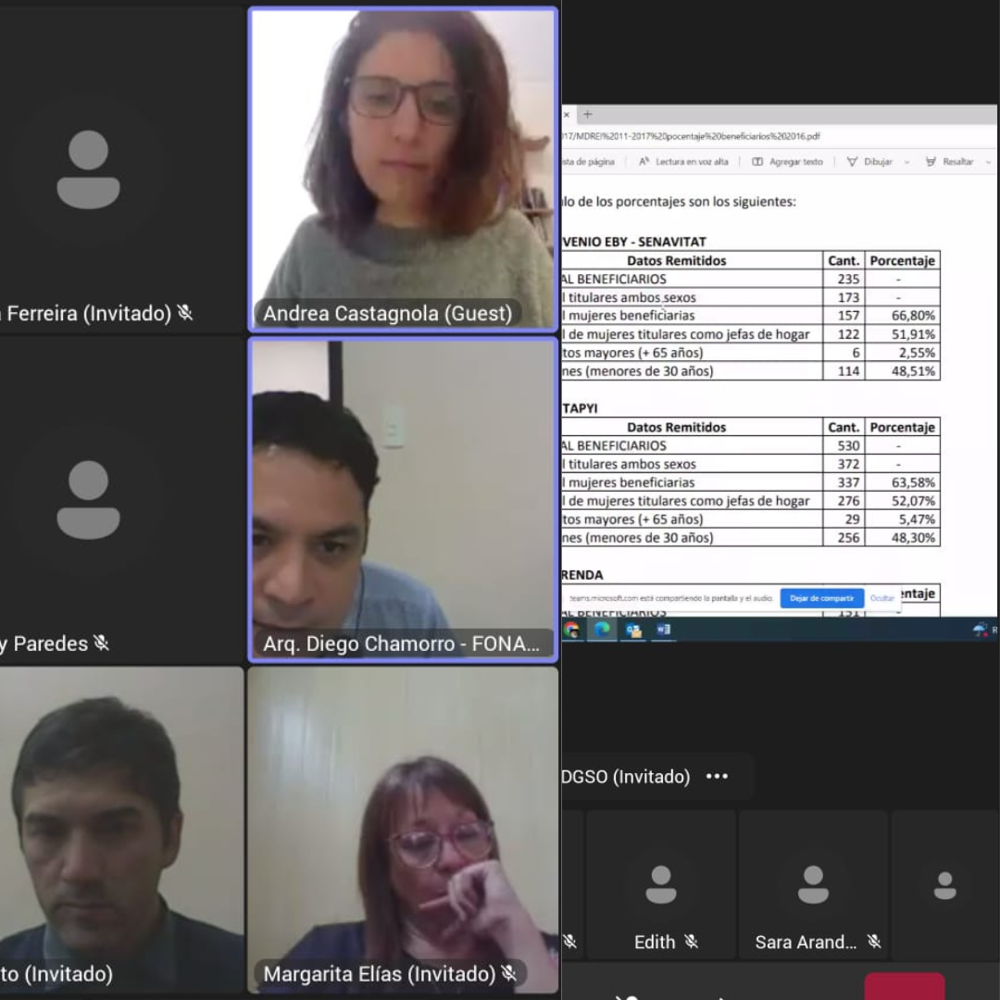 Ferreira (Invitado)
Andrea Castagnola (Guest)
y Paredes
Arq. Diego Chamorro - FONA...
to (Invitado)
Margarita Elías (Invitado)
017/MDREI%2011-2017%20pocentaje%20beneficiarios%202016.pdf
ista de página
Lectura en voz alta
Agregar texto
Dibujar
Resaltar
lo de los porcentajes son los siguientes:
VENIO EBY - SENAVITAT
Datos Remitidos Cant. Porcentaje
AL BENEFICIARIOS 235 -
l titulares ambos sexos 173 -
l mujeres beneficiarias 157 66,80%
l de mujeres titulares como jefas de hogar 122 51,91%
tos mayores (+ 65 años) 6 2,55%
nes (menores de 30 años) 114 48,51%
TAPYI
Datos Remitidos Cant. Porcentaje
AL BENEFICIARIOS 530 -
l titulares ambos sexos 372 -
l mujeres beneficiarias 337 63,58%
l de mujeres titulares como jefas de hogar 276 52,07%
tos mayores (+ 65 años) 29 5,47%
nes (menores de 30 años) 256 48,30%
RENDA
entaje
teams.microsoft.com está compartiendo la pantalla y el audio.
Dejar de compartir
Ocultar
AL BENEFICIARIOS 151 -
R
DGSO (Invitado)
Edith
Sara Arand...